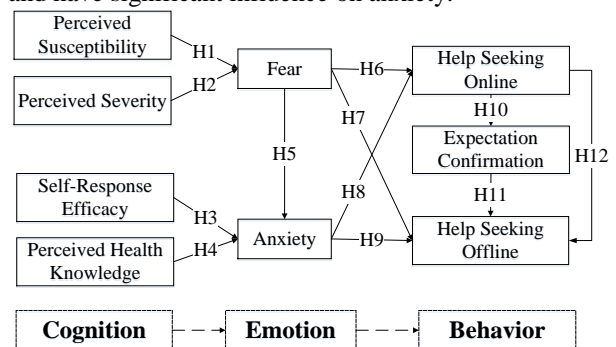 and have significant influence on anxiety.
Perceived
Susceptibility
H1
H2
Perceived Severity
Fear
H6
H7
Help Seeking
Online
H10
H12
H5
Expectation
Confirmation
H8
H11
Self-Response
Efficacy
H3
H4
Perceived Health
Knowledge
Anxiety
H9
Help Seeking
Offline
Cognition
Emotion
Behavior